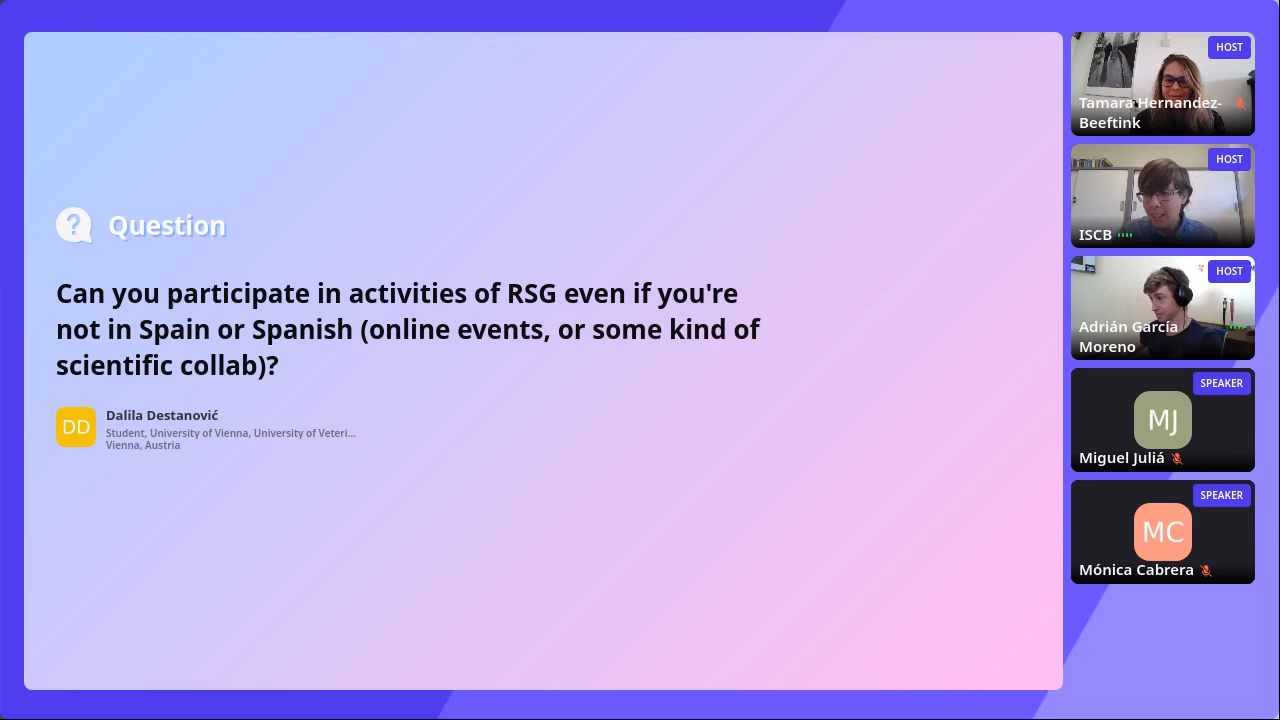 Question
Can you participate in activities of RSG even if you're
not in Spain or Spanish (online events, or some kind of
scientific collab)?
DD
Dalila Destanović
Student, University of Vienna, University of Veteri...
Vienna, Austria
HOST
Tamara Hernandez-
Beeftink
HOST
ISCB
HOST
Adrián García
Moreno
SPEAKER
MJ
Miguel Juliá
SPEAKER
MC
Mónica Cabrera